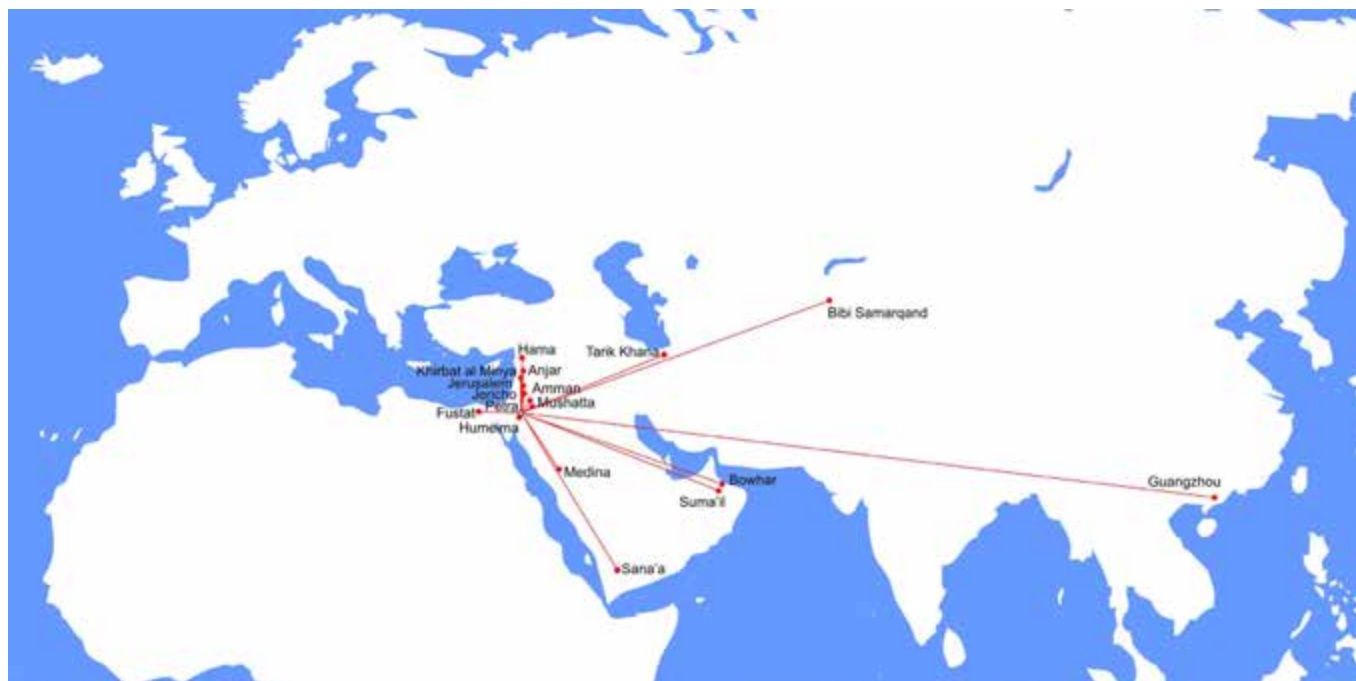 Bibi Samarqand
Hama
Tarik Khana
Khirbat al Minya
Anjar
Jerusalem
Amman
Jericho
Petra
Mushatta
Fustat
Humeima
Medina
Bowhar
Guangzhou
Suma'il
Sana'a